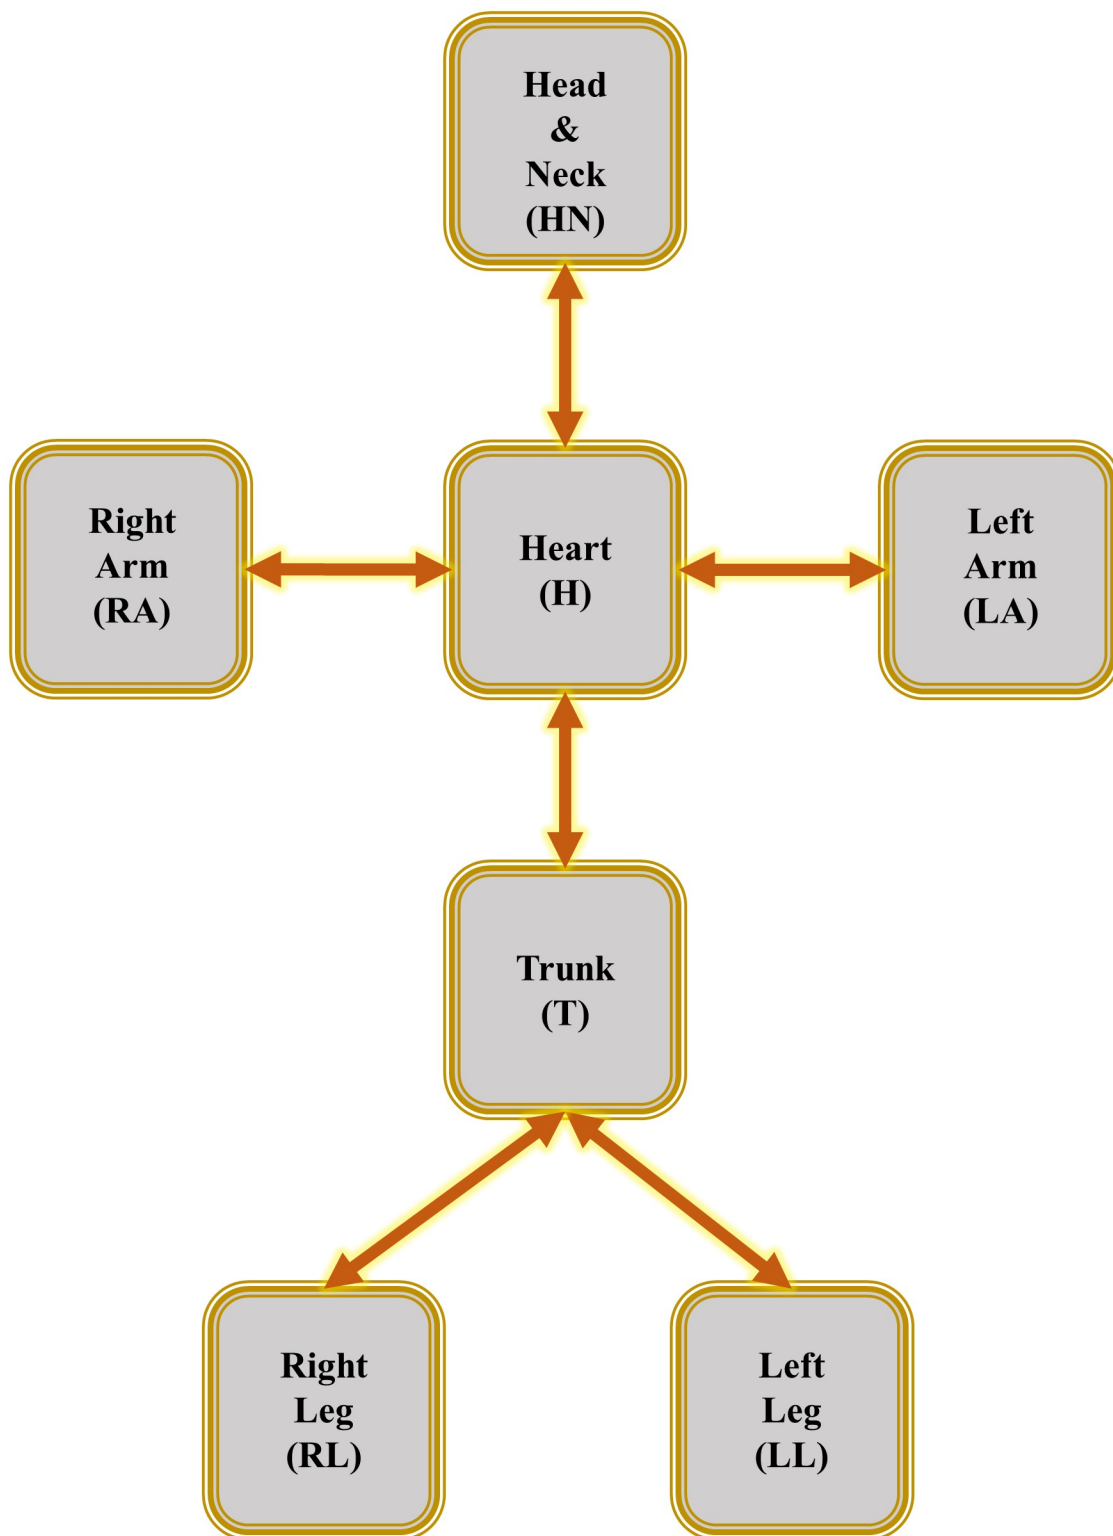 Head
&
Neck
(HN)
Right
Arm
(RA)
Heart
(H)
Left
Arm
(LA)
Trunk
(T)
Right
Leg
(RL)
Left
Leg
(LL)